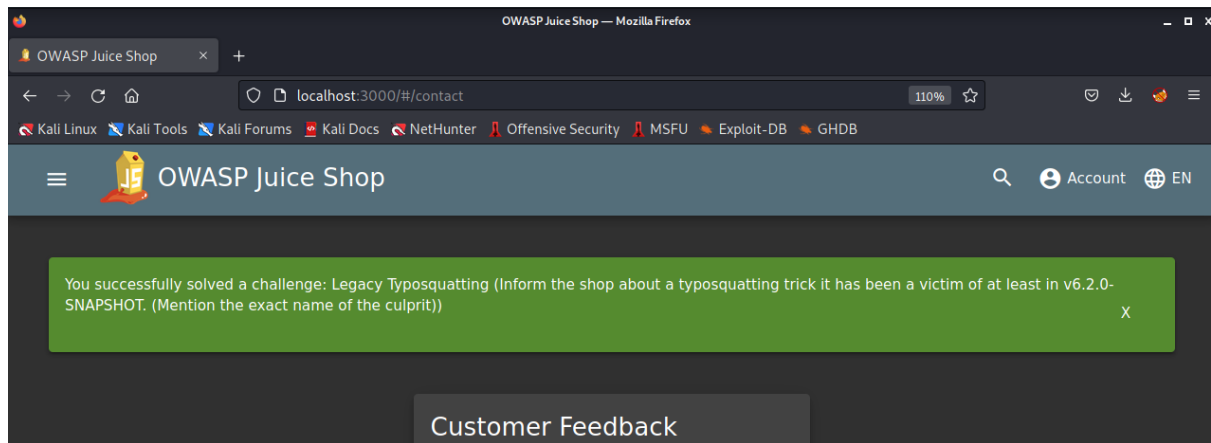 OWASP Juice Shop — Mozilla Firefox
OWASP Juice Shop × +
localhost:3000/#/contact 110%
Kali Linux Kali Tools Kali Forums Kali Docs NetHunter Offensive Security MSFU Exploit-DB GHDB
JS OWASP Juice Shop Account EN
You successfully solved a challenge: Legacy Typosquatting (Inform the shop about a typosquatting trick it has been a victim of at least in v6.2.0-
SNAPSHOT. (Mention the exact name of the culprit))
X
Customer Feedback